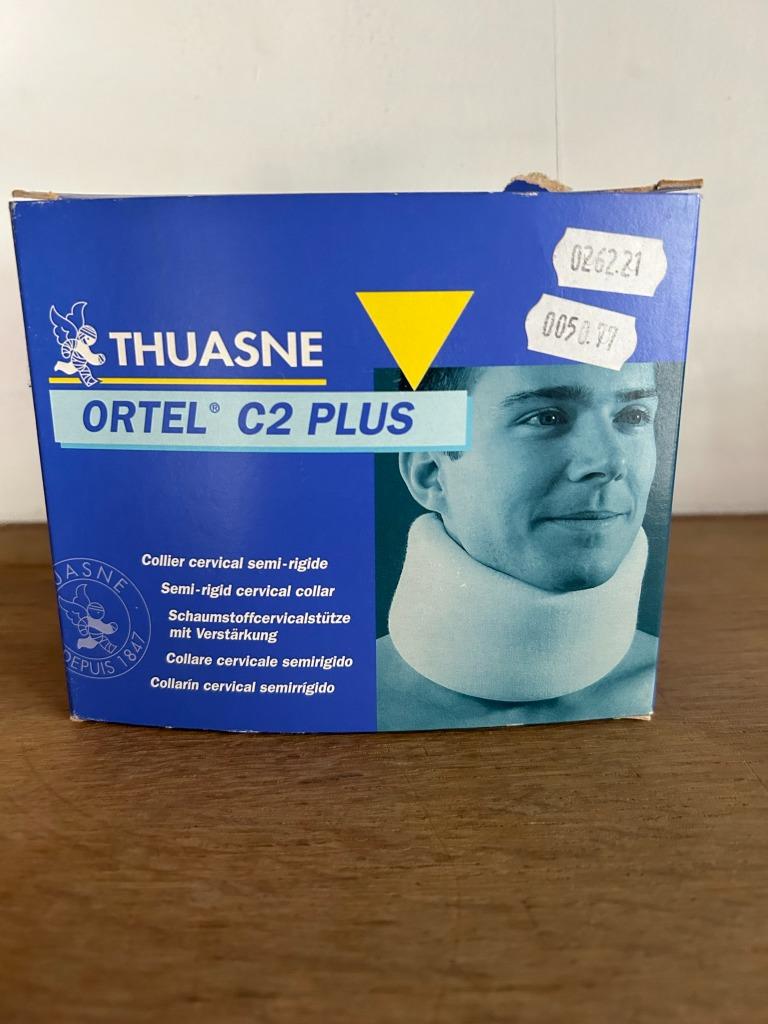 0262.21
0050.77
THUASNE
ORTEL® C2 PLUS
Collier cervical semi-rigide
Semi-rigid cervical collar
Schaumstoffcervicalstütze
mit Verstärkung
Collare cervicale semirigido
Collarín cervical semirrígido
THUASNE
DEPUIS 1847